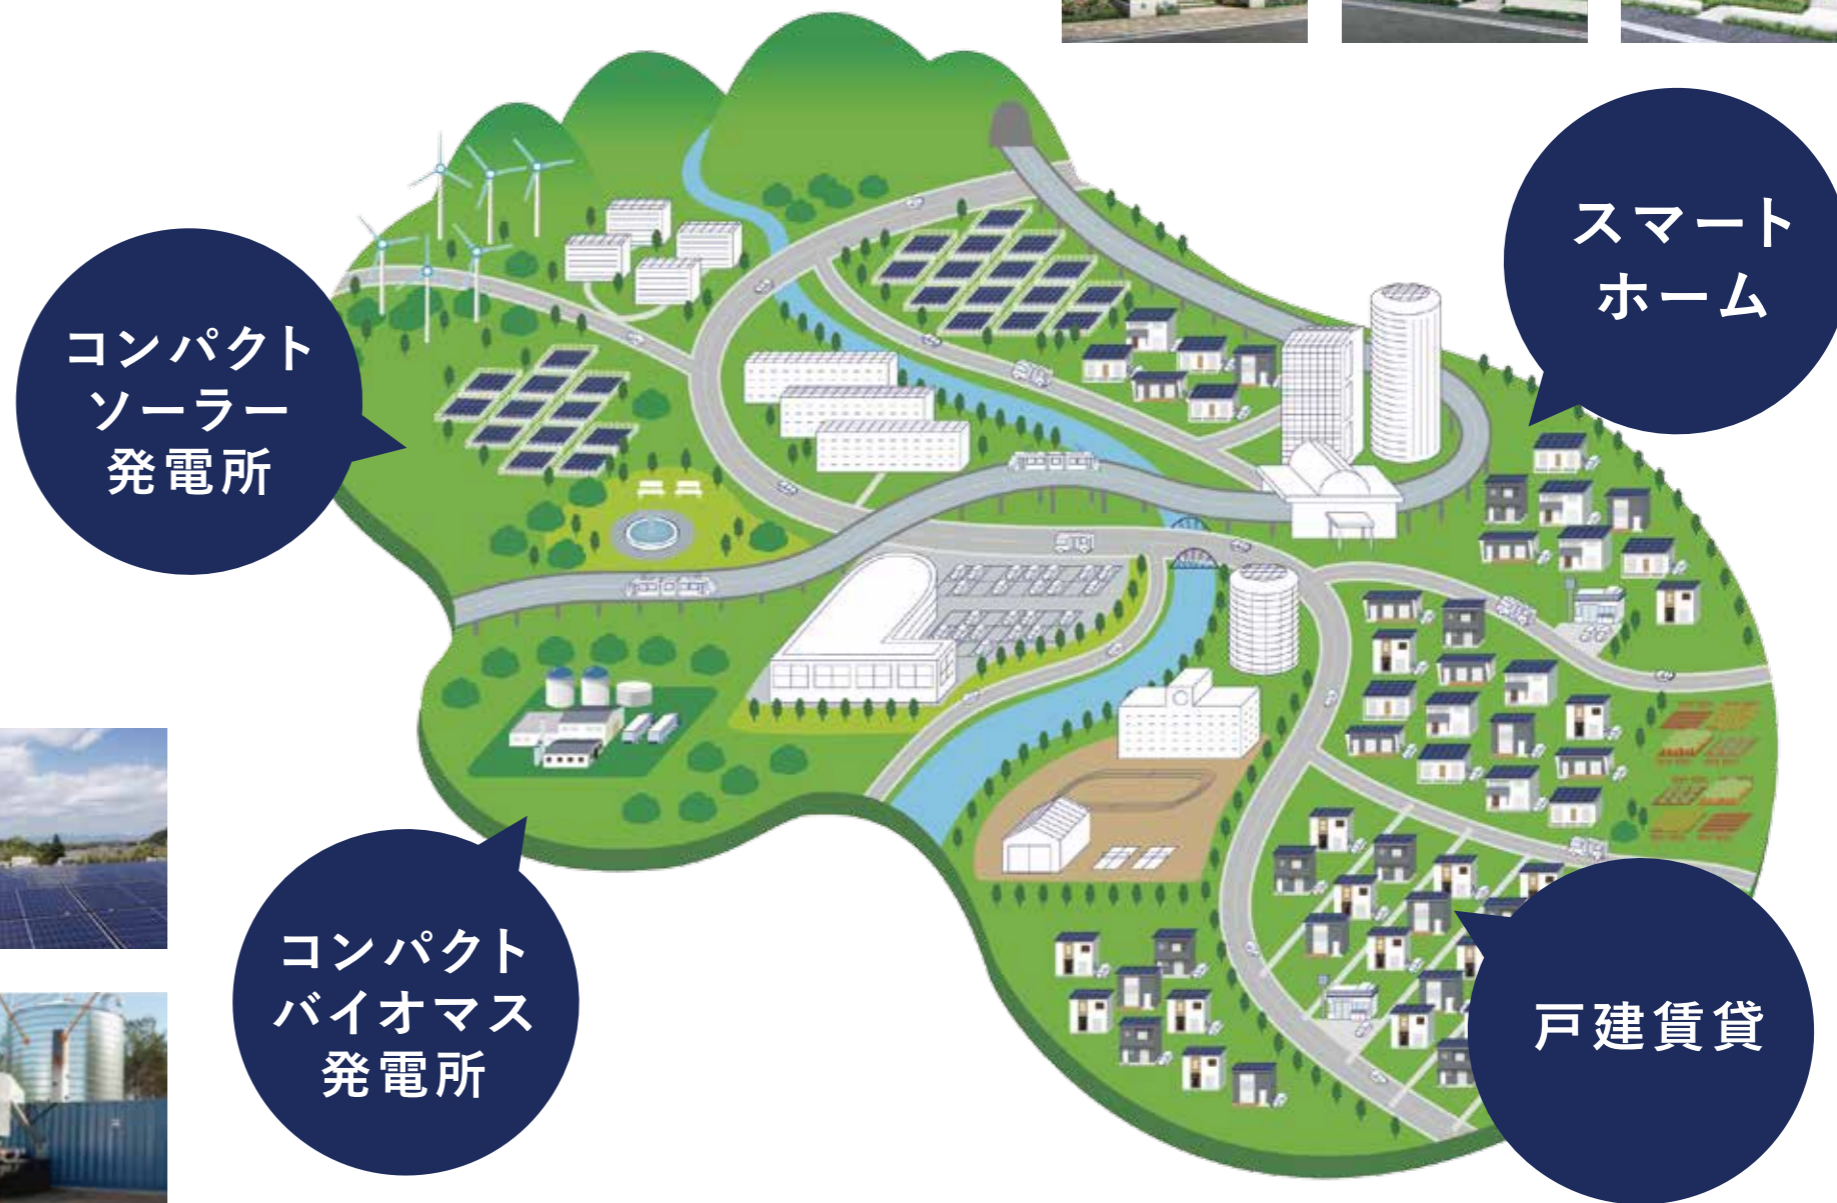 スマート
ホーム
コンパクト
ソーラー
発電所
コンパクト
バイオマス
発電所
戸建賃貸